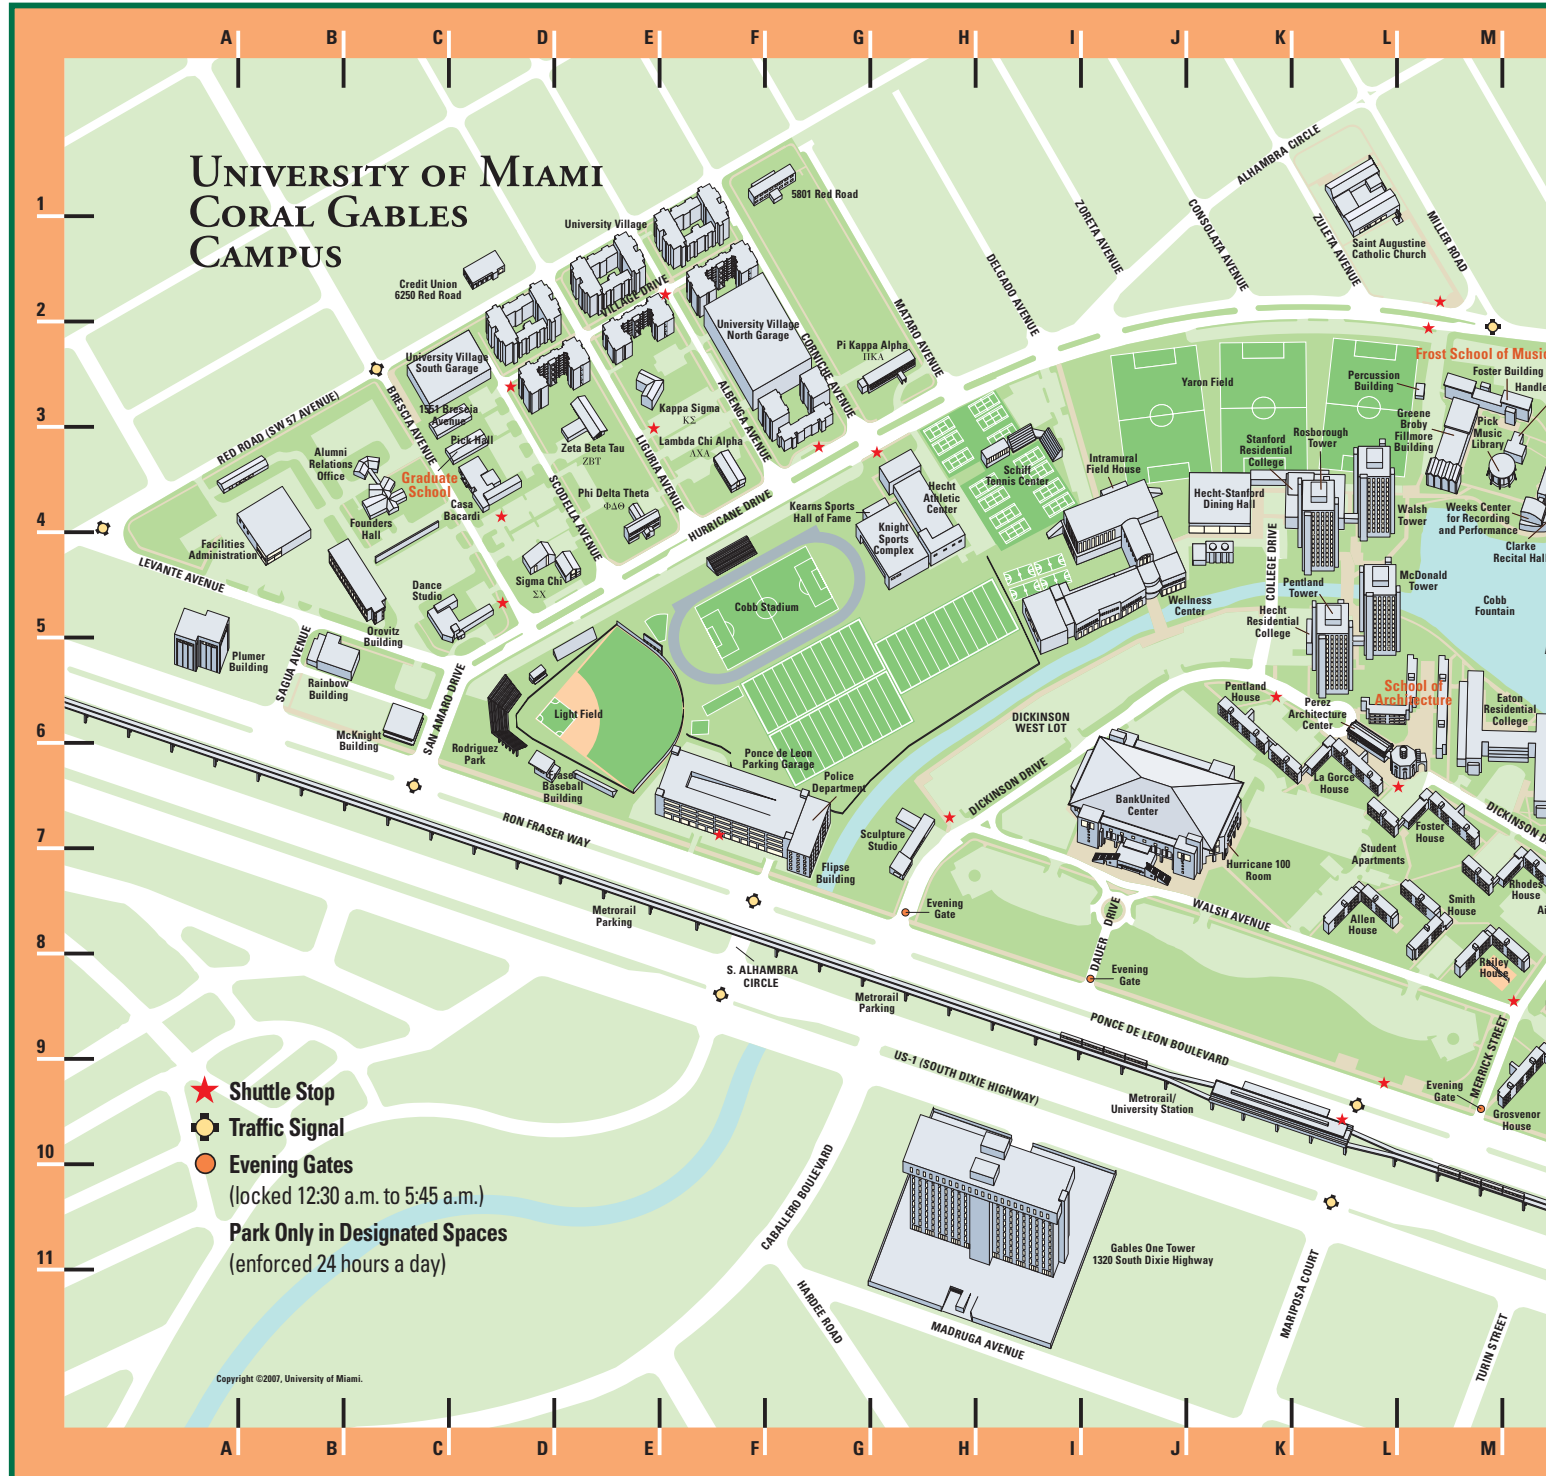 A B C D E F G H I J K L M
UNIVERSITY OF MIAMI
CORAL GABLES
CAMPUS
1
2
3
4
5
6
7
8
9
10
11
5801 Red Road
University Village
Credit Union
6250 Red Road
VILLAGE DRIVE
University Village
North Garage
University Village
South Garage
1551 Brescia
Avenue
Pick Hall
BRESCIA AVENUE
RED ROAD (SW 57 AVENUE)
Alumni
Relations
Office
Graduate
School
Casa
Bacardi
Founders
Hall
Facilities
Administration
LEVANTE AVENUE
Dance
Studio
Orovitz
Building
Plumer
Building
SAGUA AVENUE
Rainbow
Building
McKnight
Building
SAN AMARO DRIVE
Kappa Sigma
ΚΣ
Zeta Beta Tau
ZBT
Lambda Chi Alpha
ΛΧΑ
Phi Delta Theta
ΦΔΘ
Sigma Chi
ΣΧ
SCODELLA AVENUE
LIGURIA AVENUE
ALBENGA AVENUE
CORNICHE AVENUE
MATARO AVENUE
Pi Kappa Alpha
ΠΚΑ
HURRICANE DRIVE
DELGADO AVENUE
ZORETA AVENUE
CONSOLATA AVENUE
ZULETA AVENUE
ALHAMBRA CIRCLE
MILLER ROAD
Saint Augustine
Catholic Church
Frost School of Music
Foster Building
Handle
Percussion
Building
Greene
Broby
Fillmore
Building
Pick
Music
Library
Yaron Field
Stanford
Residential
College
Rosborough
Tower
Intramural
Field House
Schiff
Tennis Center
Hecht
Athletic
Center
Kearns Sports
Hall of Fame
Knight
Sports
Complex
Hecht-Stanford
Dining Hall
Walsh
Tower
Weeks Center
for Recording
and Performance
Clarke
Recital Hall
COLLEGE DRIVE
Pentland
Tower
McDonald
Tower
Cobb
Fountain
Hecht
Residential
College
Wellness
Center
Cobb Stadium
Light Field
Rodriguez
Park
Fraser
Baseball
Building
Ponce de Leon
Parking Garage
Police
Department
Flipse
Building
RON FRASER WAY
DICKINSON
WEST LOT
DICKINSON DRIVE
Sculpture
Studio
BankUnited
Center
Hurricane 100
Room
School of
Architecture
Pentland
House
Perez
Architecture
Center
Eaton
Residential
College
La Gorce
House
DICKINSON D
Foster
House
Student
Apartments
Rhodes
House
Smith
House
Ai
Allen
House
Railey
House
Evening
Gate
DAUER DRIVE
WALSH AVENUE
Evening
Gate
Metrorail
Parking
S. ALHAMBRA
CIRCLE
Metrorail
Parking
PONCE DE LEON BOULEVARD
US-1 (SOUTH DIXIE HIGHWAY)
Metrorail/
University Station
MERRICK STREET
Evening
Gate
Grosvenor
House
Shuttle Stop
Traffic Signal
Evening Gates
(locked 12:30 a.m. to 5:45 a.m.)
Park Only in Designated Spaces
(enforced 24 hours a day)
CABALLERO BOULEVARD
Gables One Tower
1320 South Dixie Highway
HARDEE ROAD
MADRUGA AVENUE
MARIPOSA COURT
TURIN STREET
Copyright ©2007, University of Miami.
A B C D E F G H I J K L M